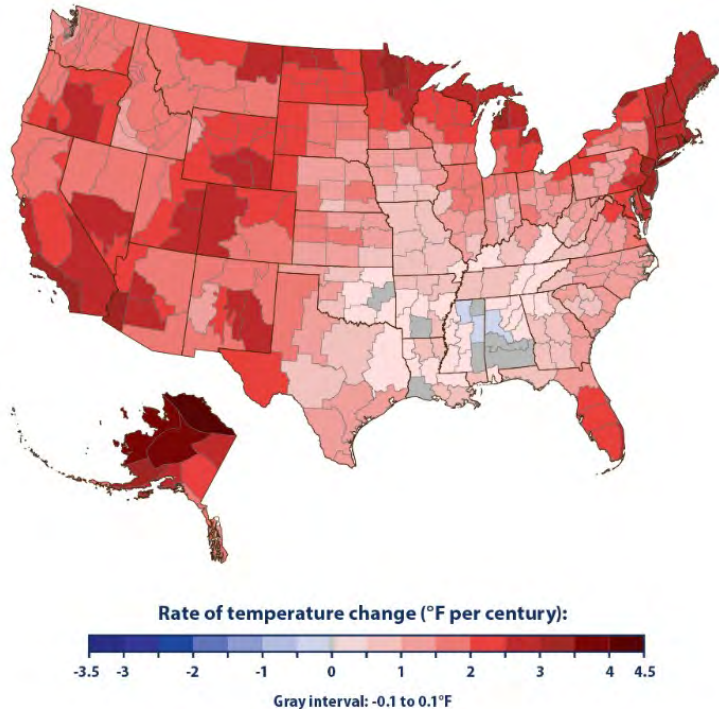 Rate of temperature change (°F per century):
-3.5 -3 -2 -1 0 1 2 3 4 4.5
Gray interval: -0.1 to 0.1°F